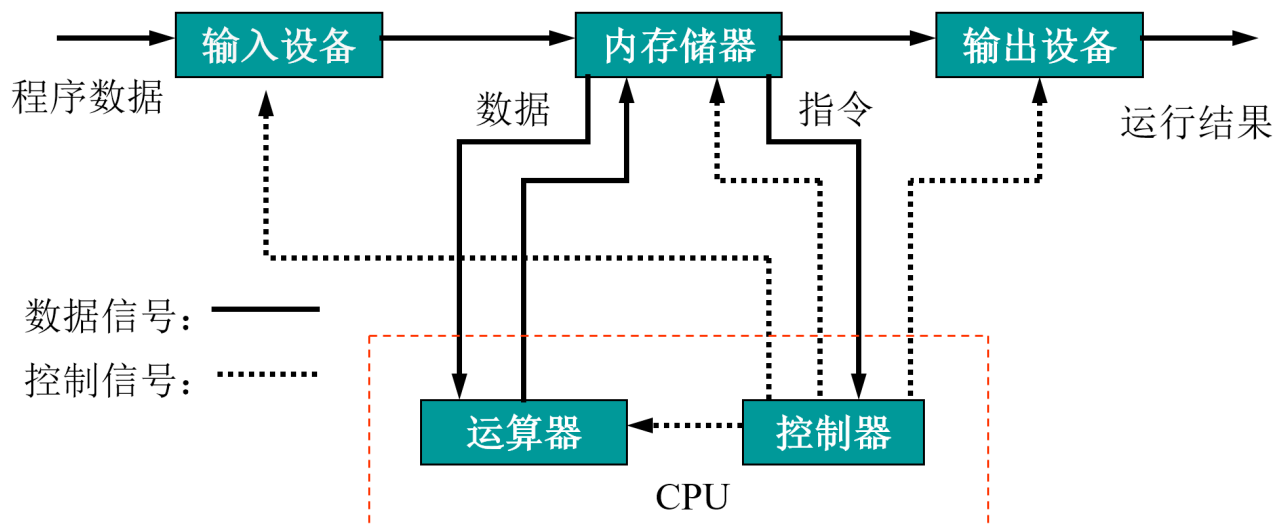 输入设备
内存储器
输出设备
程序数据
数据
指令
运行结果
数据信号：
控制信号：
运算器
控制器
CPU